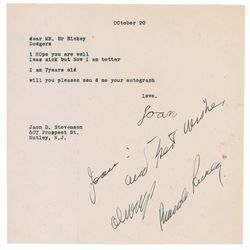 OCtober 20
dear MR. Br Rickey
Dodgers
i HOpe you are well
iwas sick but Now i am better
i am 7years old
will you pleases sen d me your autograph
love.
Joan
Jaon D. Stevenson
607 Prospect St.
Nutley, N.J.
Joan:
and best wishes
always
Branch Rickey